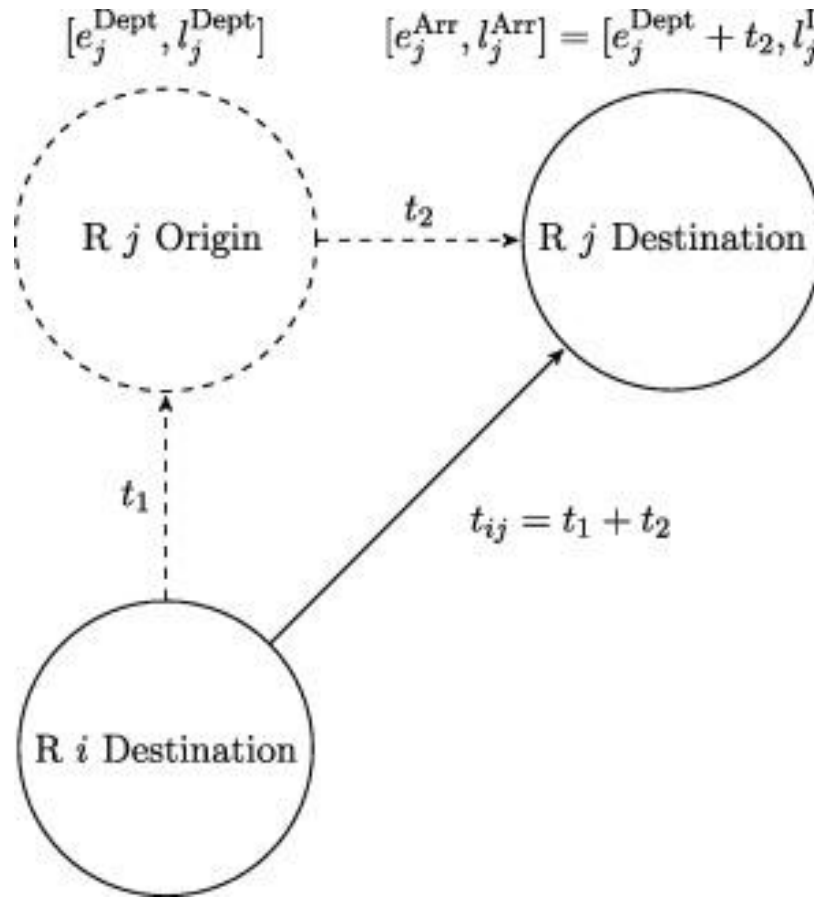 [e_j^Dept, l_j^Dept] [e_j^Arr, l_j^Arr] = [e_j^Dept + t_2, l_j
R j Origin
t_2
R j Destination
t_1
t_ij = t_1 + t_2
R i Destination